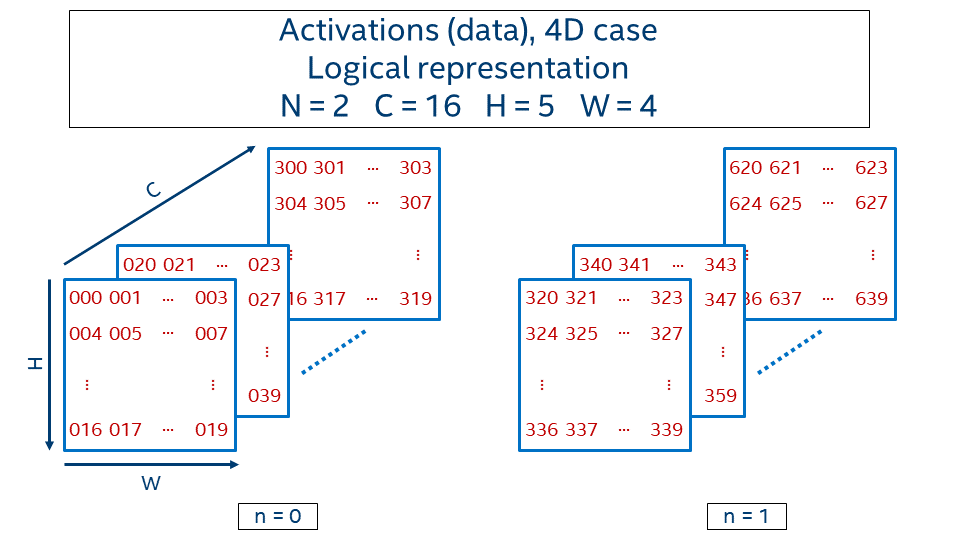 Activations (data), 4D case
Logical representation
N = 2 C = 16 H = 5 W = 4
C
300 301 ... 303
304 305 ... 307
⋮ ⋮
16 317 ... 319
020 021 ... 023
027
⋮
039
000 001 ... 003
004 005 ... 007
⋮ ⋮
016 017 ... 019
H
W
n = 0
620 621 ... 623
624 625 ... 627
⋮ ⋮
36 637 ... 639
340 341 ... 343
347
⋮
359
320 321 ... 323
324 325 ... 327
⋮ ⋮
336 337 ... 339
n = 1